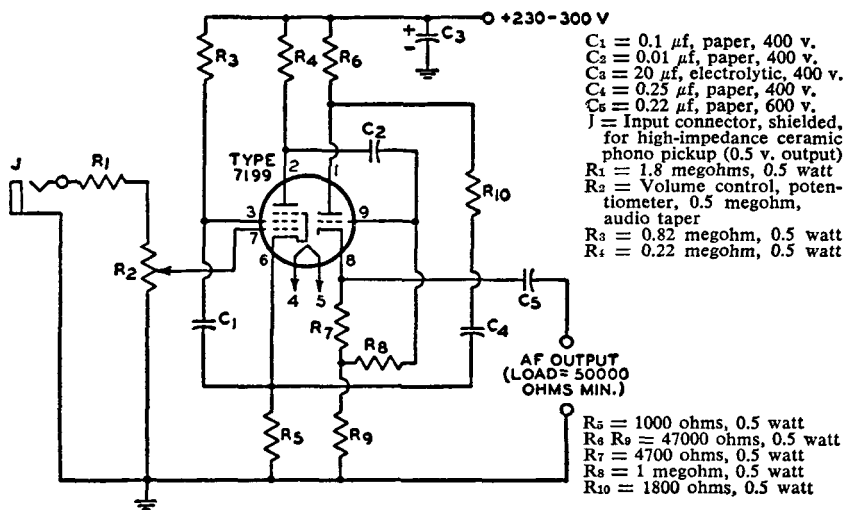 +230-300 V
+
-
C3
R3
R4
R6
C2
TYPE
7199
2
1
J
R1
R10
3
7
9
6
8
4
5
R2
C1
R7
R8
C5
C4
AF OUTPUT
(LOAD= 50000
OHMS MIN.)
R5
R9
C₁ = 0.1 μf, paper, 400 v.
C₂ = 0.01 μf, paper, 400 v.
C₃ = 20 μf, electrolytic, 400 v.
C₄ = 0.25 μf, paper, 400 v.
C₅ = 0.22 μf, paper, 600 v.
J = Input connector, shielded,
for high-impedance ceramic
phono pickup (0.5 v. output)
R₁ = 1.8 megohms, 0.5 watt
R₂ = Volume control, poten-
tiometer, 0.5 megohm,
audio taper
R₃ = 0.82 megohm, 0.5 watt
R₄ = 0.22 megohm, 0.5 watt
R₅ = 1000 ohms, 0.5 watt
R₆ R₉ = 47000 ohms, 0.5 watt
R₇ = 4700 ohms, 0.5 watt
R₈ = 1 megohm, 0.5 watt
R₁₀ = 1800 ohms, 0.5 watt